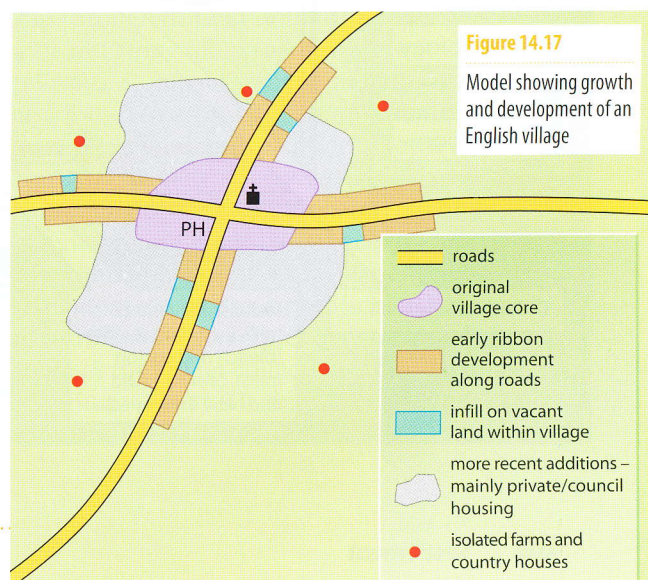 Figure 14.17
Model showing growth
and development of an
English village
PH
roads
original
village core
early ribbon
development
along roads
infill on vacant
land within village
more recent additions –
mainly private/council
housing
isolated farms and
country houses